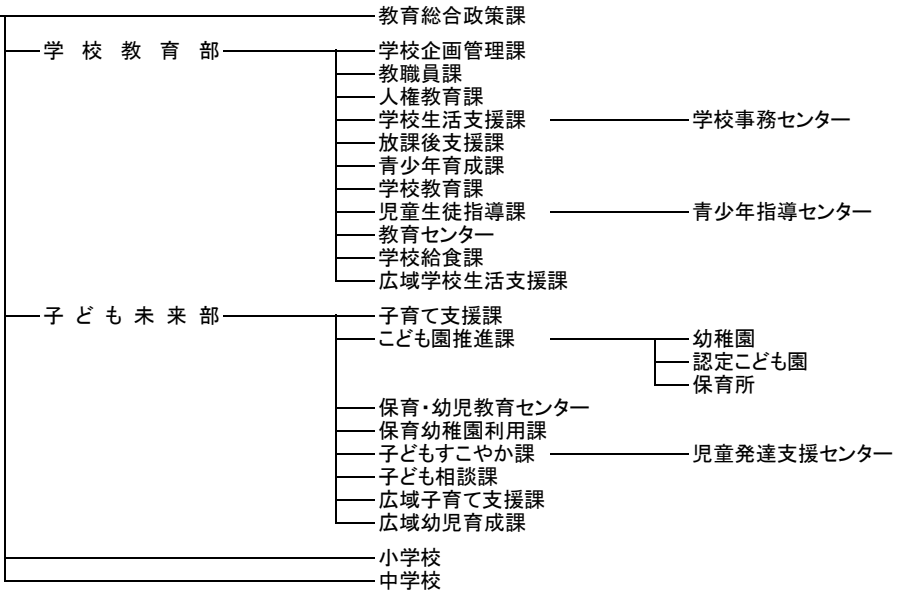 教育総合政策課
学校教育部 学校企画管理課
教職員課
人権教育課
学校生活支援課 学校事務センター
放課後支援課
青少年育成課
学校教育課
児童生徒指導課 青少年指導センター
教育センター
学校給食課
広域学校生活支援課
子ども未来部 子育て支援課
こども園推進課 幼稚園
認定こども園
保育所
保育・幼児教育センター
保育幼稚園利用課
子どもすこやか課 児童発達支援センター
子ども相談課
広域子育て支援課
広域幼児育成課
小学校
中学校